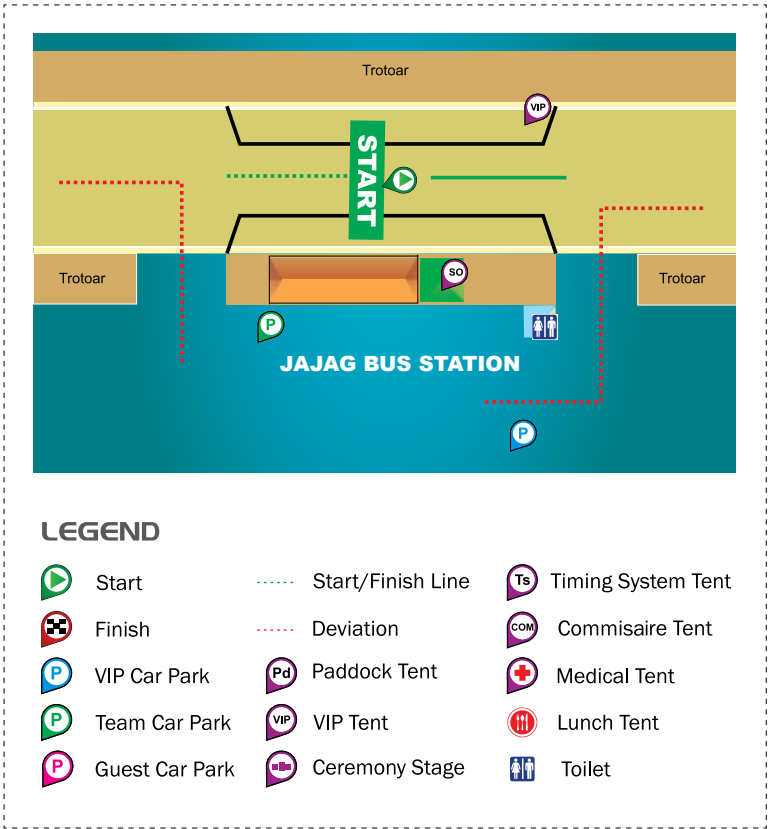 Trotoar
VIP
START
Trotoar
SO
Trotoar
P
JAJAG BUS STATION
P
LEGEND
Start
Start/Finish Line
Ts Timing System Tent
Finish
Deviation
COM Commisaire Tent
P VIP Car Park
Pd Paddock Tent
Medical Tent
P Team Car Park
VIP VIP Tent
Lunch Tent
P Guest Car Park
Ceremony Stage
Toilet